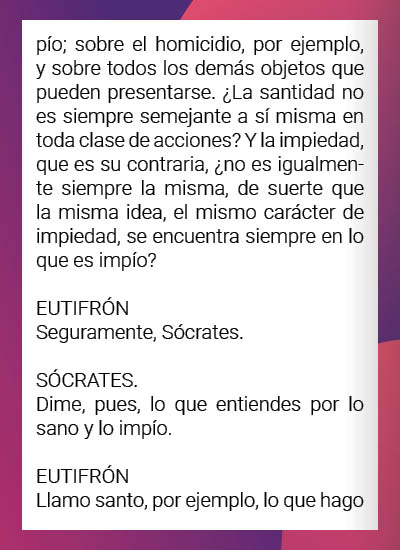 pío; sobre el homicidio, por ejemplo,
y sobre todos los demás objetos que
pueden presentarse. ¿La santidad no
es siempre semejante a sí misma en
toda clase de acciones? Y la impiedad,
que es su contraria, ¿no es igualmen-
te siempre la misma, de suerte que
la misma idea, el mismo carácter de
impiedad, se encuentra siempre en lo
que es impío?

EUTIFRÓN
Seguramente, Sócrates.

SÓCRATES.
Dime, pues, lo que entiendes por lo
sano y lo impío.

EUTIFRÓN
Llamo santo, por ejemplo, lo que hago